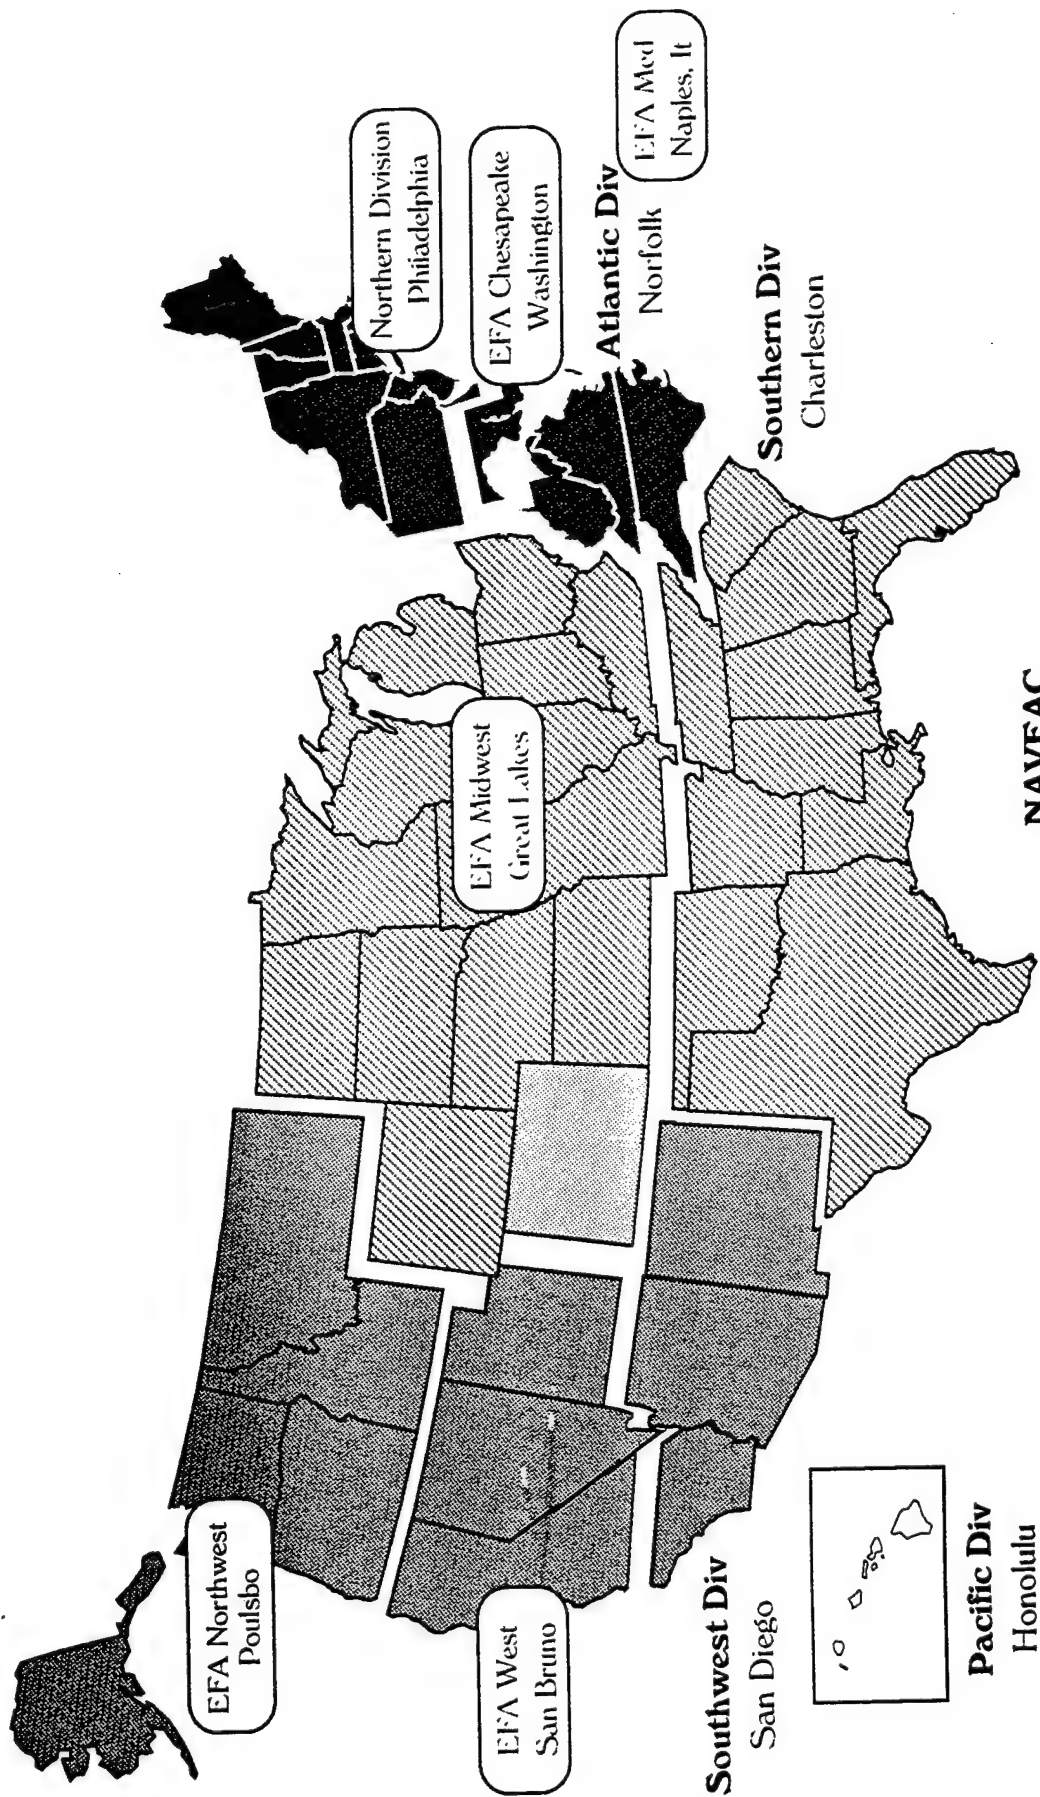 EFA Northwest
Poulsbo
EFA West
San Bruno
Southwest Div
San Diego
Pacific Div
Honolulu
EFA Midwest
Great Lakes
Northern Division
Philadelphia
EFA Chesapeake
Washington
Atlantic Div
Norfolk
EFA Med
Naples, It
Southern Div
Charleston